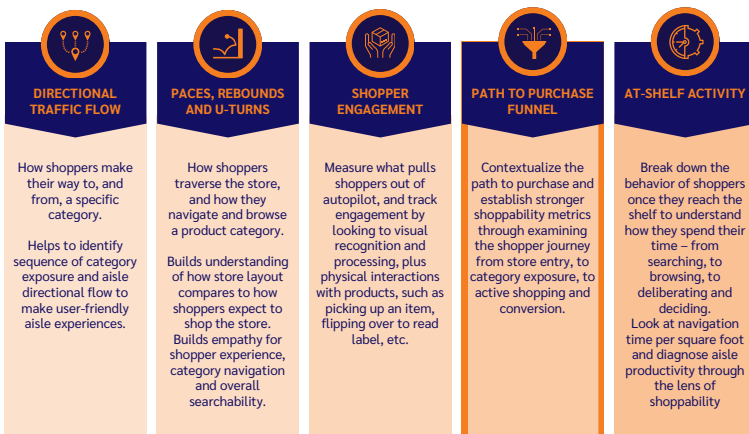 DIRECTIONAL
TRAFFIC FLOW
How shoppers make
their way to, and
from, a specific
category.
Helps to identify
sequence of category
exposure and aisle
directional flow to
make user-friendly
aisle experiences.
PACES, REBOUNDS
AND U-TURNS
How shoppers
traverse the store,
and how they
navigate and browse
a product category.
Builds understanding
of how store layout
compares to how
shoppers expect to
shop the store.
Builds empathy for
shopper experience,
category navigation
and overall
searchability.
SHOPPER
ENGAGEMENT
Measure what pulls
shoppers out of
autopilot, and track
engagement by
looking to visual
recognition and
processing, plus
physical interactions
with products, such as
picking up an item,
flipping over to read
label, etc.
PATH TO PURCHASE
FUNNEL
Contextualize the
path to purchase and
establish stronger
shoppability metrics
through examining
the shopper journey
from store entry, to
category exposure, to
active shopping and
conversion.
AT-SHELF ACTIVITY
Break down the
behavior of shoppers
once they reach the
shelf to understand
how they spend their
time – from
searching, to
browsing, to
deliberating and
deciding.
Look at navigation
time per square foot
and diagnose aisle
productivity through
the lens of
shoppability